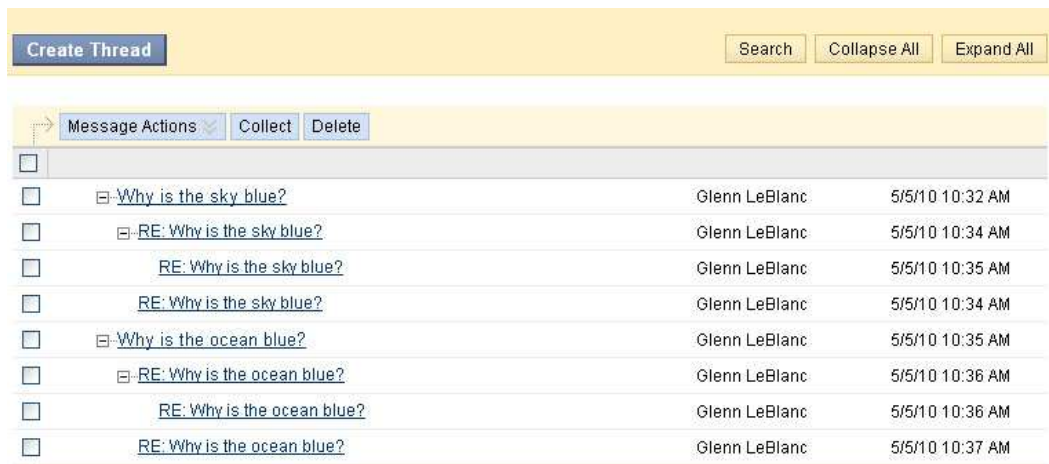 Create Thread Search Collapse All Expand All
Message Actions Collect Delete
Why is the sky blue? Glenn LeBlanc 5/5/10 10:32 AM
RE: Why is the sky blue? Glenn LeBlanc 5/5/10 10:34 AM
RE: Why is the sky blue? Glenn LeBlanc 5/5/10 10:35 AM
RE: Why is the sky blue? Glenn LeBlanc 5/5/10 10:34 AM
Why is the ocean blue? Glenn LeBlanc 5/5/10 10:35 AM
RE: Why is the ocean blue? Glenn LeBlanc 5/5/10 10:36 AM
RE: Why is the ocean blue? Glenn LeBlanc 5/5/10 10:36 AM
RE: Why is the ocean blue? Glenn LeBlanc 5/5/10 10:37 AM